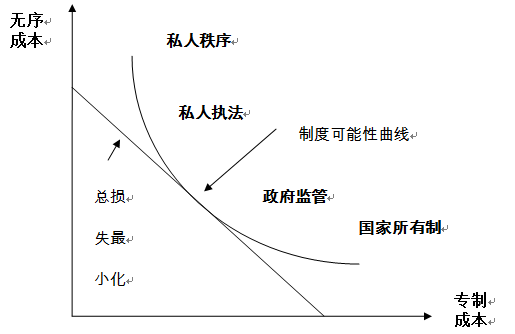 无序
成本
私人秩序
私人执法
制度可能性曲线
总损
失最
小化
政府监管
国家所有制
专制
成本